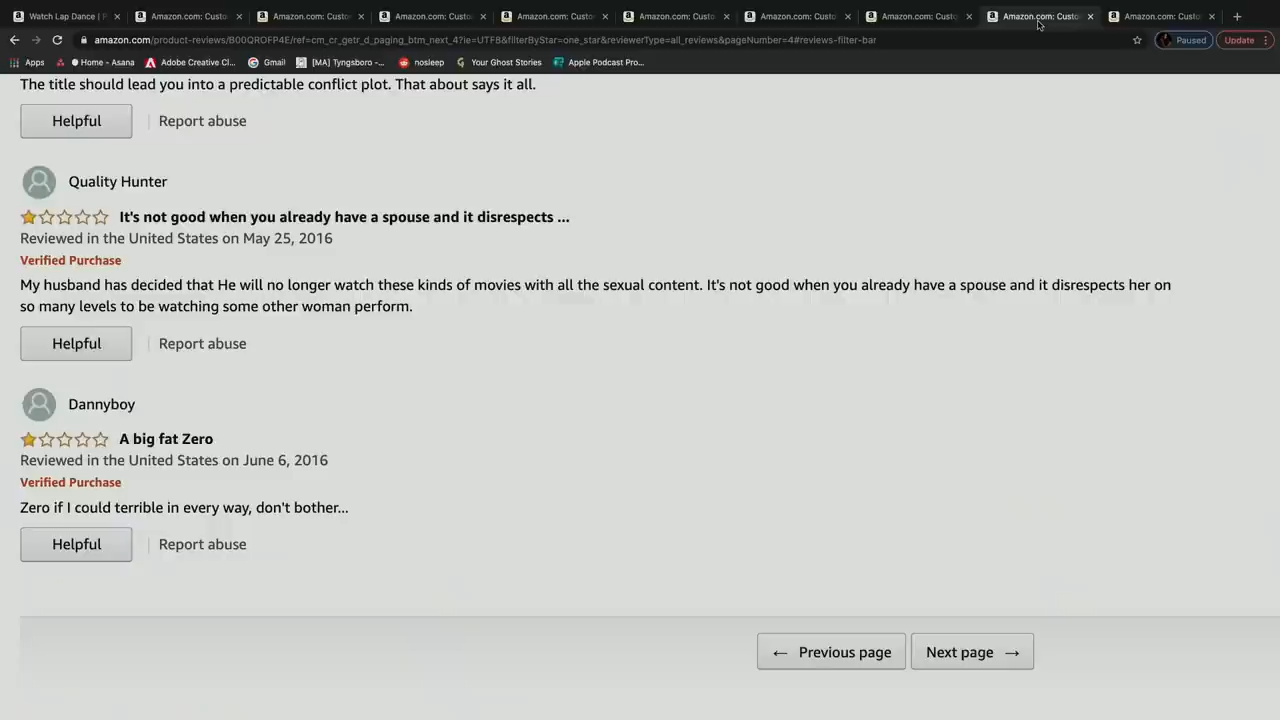 Watch Lap Dance | P
Amazon.com: Custo
Amazon.com: Custo
Amazon.com: Custo
Amazon.com: Custo
Amazon.com: Custo
Amazon.com: Custo
Amazon.com: Custo
Amazon.com: Custo
Amazon.com: Custo
amazon.com/product-reviews/B00QROFP4E/ref=cm_cr_getr_d_paging_btm_next_4?ie=UTF8&filterByStar=one_star&reviewerType=all_reviews&pageNumber=4#reviews-filter-bar
Paused
Update
Apps
Home - Asana
Adobe Creative Cl...
Gmail
[MA] Tyngsboro -...
nosleep
Your Ghost Stories
Apple Podcast Pro...
The title should lead you into a predictable conflict plot. That about says it all.
Helpful | Report abuse
Quality Hunter
It's not good when you already have a spouse and it disrespects ...
Reviewed in the United States on May 25, 2016
Verified Purchase
My husband has decided that He will no longer watch these kinds of movies with all the sexual content. It's not good when you already have a spouse and it disrespects her on
so many levels to be watching some other woman perform.
Helpful | Report abuse
Dannyboy
A big fat Zero
Reviewed in the United States on June 6, 2016
Verified Purchase
Zero if I could terrible in every way, don't bother...
Helpful | Report abuse
← Previous page
Next page →